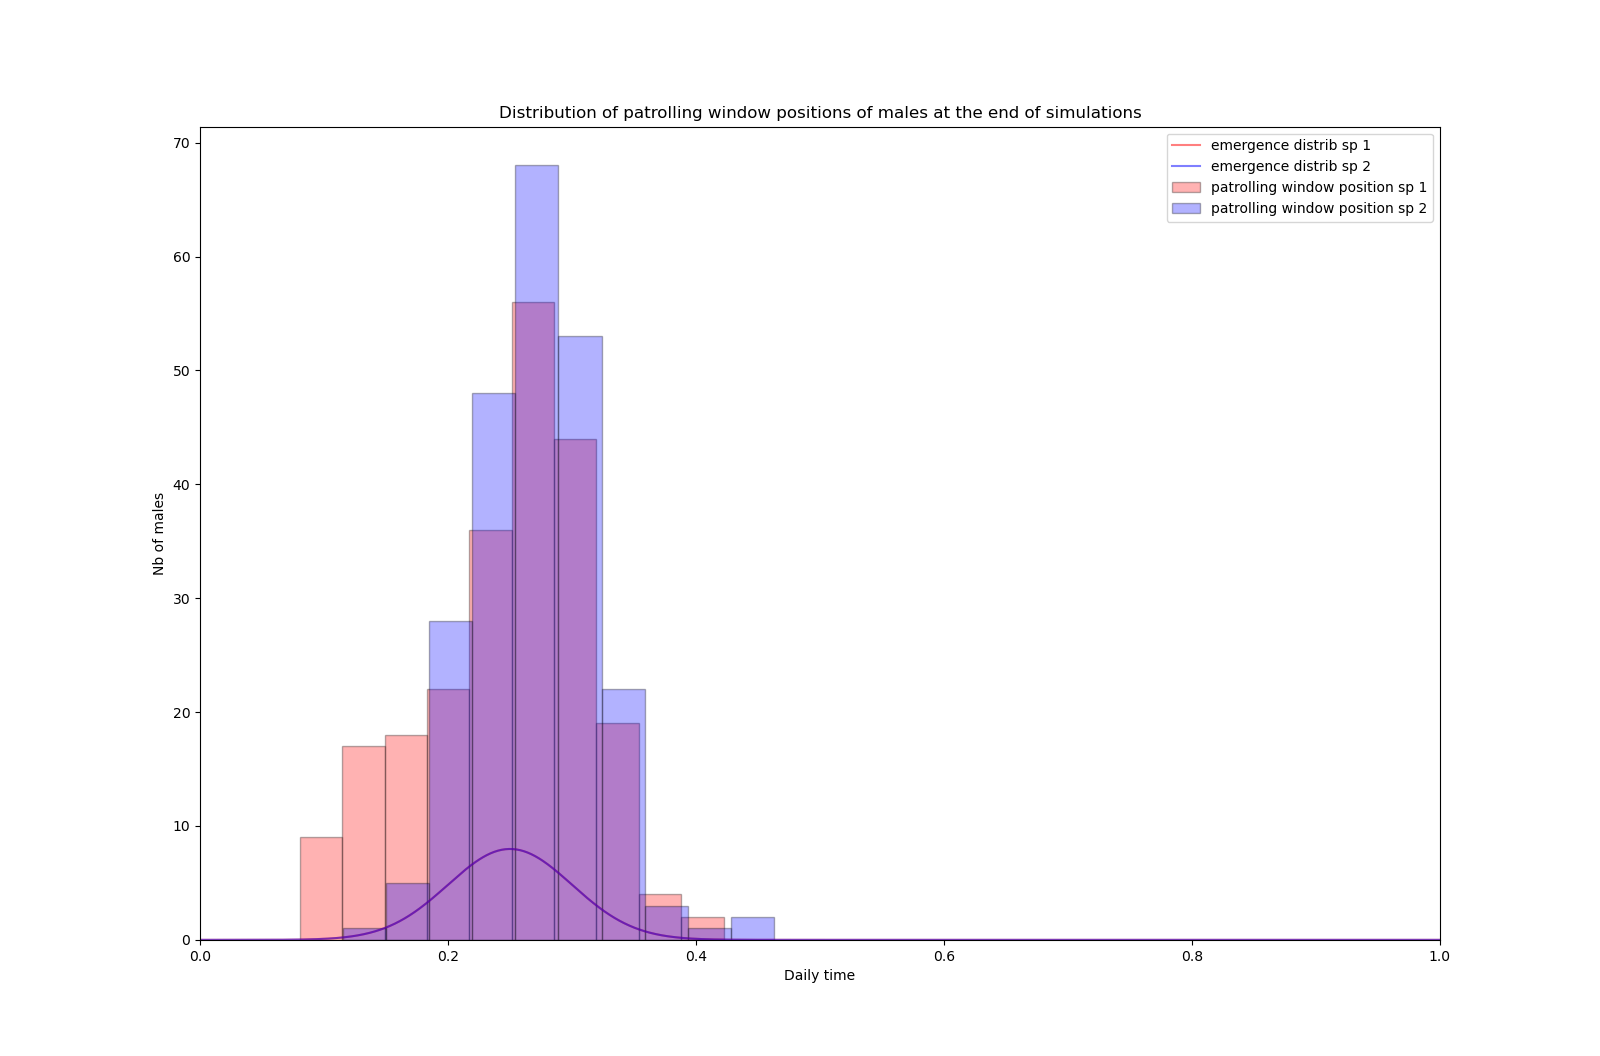 Distribution of patrolling window positions of males at the end of simulations
emergence distrib sp 1
emergence distrib sp 2
patrolling window position sp 1
patrolling window position sp 2
Nb of males
70
60
50
40
30
20
10
0
0.0 0.2 0.4 0.6 0.8 1.0
Daily time